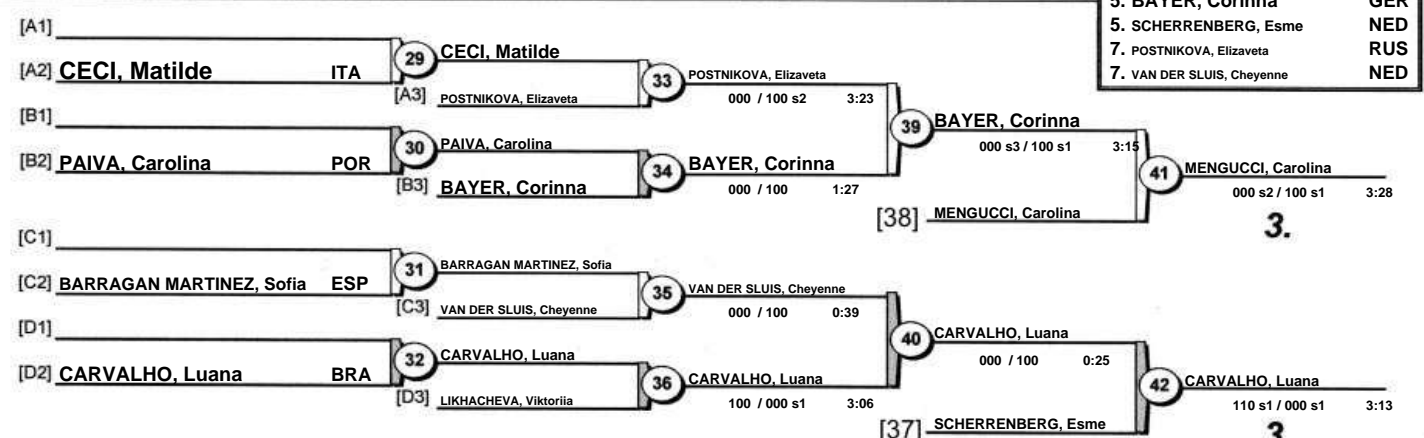 5. BAYER, Corinna GER
5. SCHERRENBERG, Esme NED
7. POSTNIKOVA, Elizaveta RUS
7. VAN DER SLUIS, Cheyenne NED
[A1]
[A2] CECI, Matilde ITA
29 CECI, Matilde
[A3] POSTNIKOVA, Elizaveta
33 POSTNIKOVA, Elizaveta
000 / 100 s2 3:23
[B1]
[B2] PAIVA, Carolina POR
30 PAIVA, Carolina
[B3] BAYER, Corinna
34 BAYER, Corinna
000 / 100 1:27
39 BAYER, Corinna
000 s3 / 100 s1 3:15
[38] MENGUCCI, Carolina
41 MENGUCCI, Carolina
000 s2 / 100 s1 3:28
3.
[C1]
[C2] BARRAGAN MARTINEZ, Sofia ESP
31 BARRAGAN MARTINEZ, Sofia
[C3] VAN DER SLUIS, Cheyenne
35 VAN DER SLUIS, Cheyenne
000 / 100 0:39
[D1]
[D2] CARVALHO, Luana BRA
32 CARVALHO, Luana
[D3] LIKHACHEVA, Viktoriia
36 CARVALHO, Luana
100 / 000 s1 3:06
40 CARVALHO, Luana
000 / 100 0:25
[37] SCHERRENBERG, Esme
42 CARVALHO, Luana
110 s1 / 000 s1 3:13
3